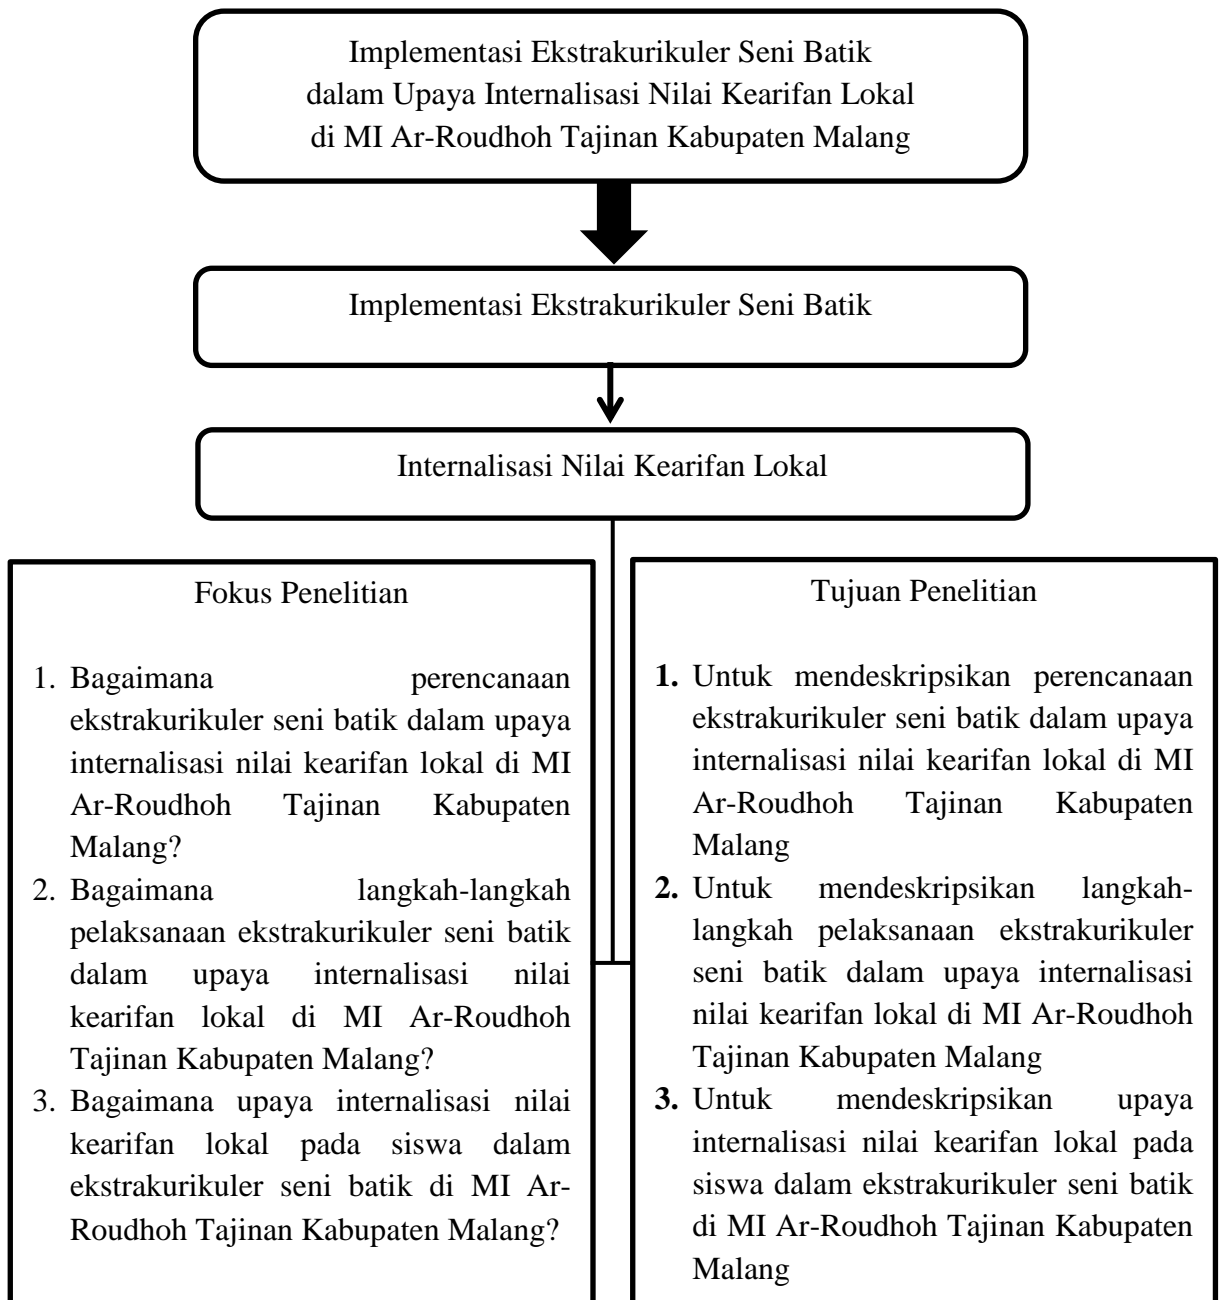 Implementasi Ekstrakurikuler Seni Batik
dalam Upaya Internalisasi Nilai Kearifan Lokal
di MI Ar-Roudhoh Tajinan Kabupaten Malang
Implementasi Ekstrakurikuler Seni Batik
Internalisasi Nilai Kearifan Lokal
Fokus Penelitian
1. Bagaimana perencanaan
ekstrakurikuler seni batik dalam upaya
internalisasi nilai kearifan lokal di MI
Ar-Roudhoh Tajinan Kabupaten
Malang?
2. Bagaimana langkah-langkah
pelaksanaan ekstrakurikuler seni batik
dalam upaya internalisasi nilai
kearifan lokal di MI Ar-Roudhoh
Tajinan Kabupaten Malang?
3. Bagaimana upaya internalisasi nilai
kearifan lokal pada siswa dalam
ekstrakurikuler seni batik di MI Ar-
Roudhoh Tajinan Kabupaten Malang?
Tujuan Penelitian
1. Untuk mendeskripsikan perencanaan
ekstrakurikuler seni batik dalam upaya
internalisasi nilai kearifan lokal di MI
Ar-Roudhoh Tajinan Kabupaten
Malang
2. Untuk mendeskripsikan langkah-
langkah pelaksanaan ekstrakurikuler
seni batik dalam upaya internalisasi
nilai kearifan lokal di MI Ar-Roudhoh
Tajinan Kabupaten Malang
3. Untuk mendeskripsikan upaya
internalisasi nilai kearifan lokal pada
siswa dalam ekstrakurikuler seni batik
di MI Ar-Roudhoh Tajinan Kabupaten
Malang